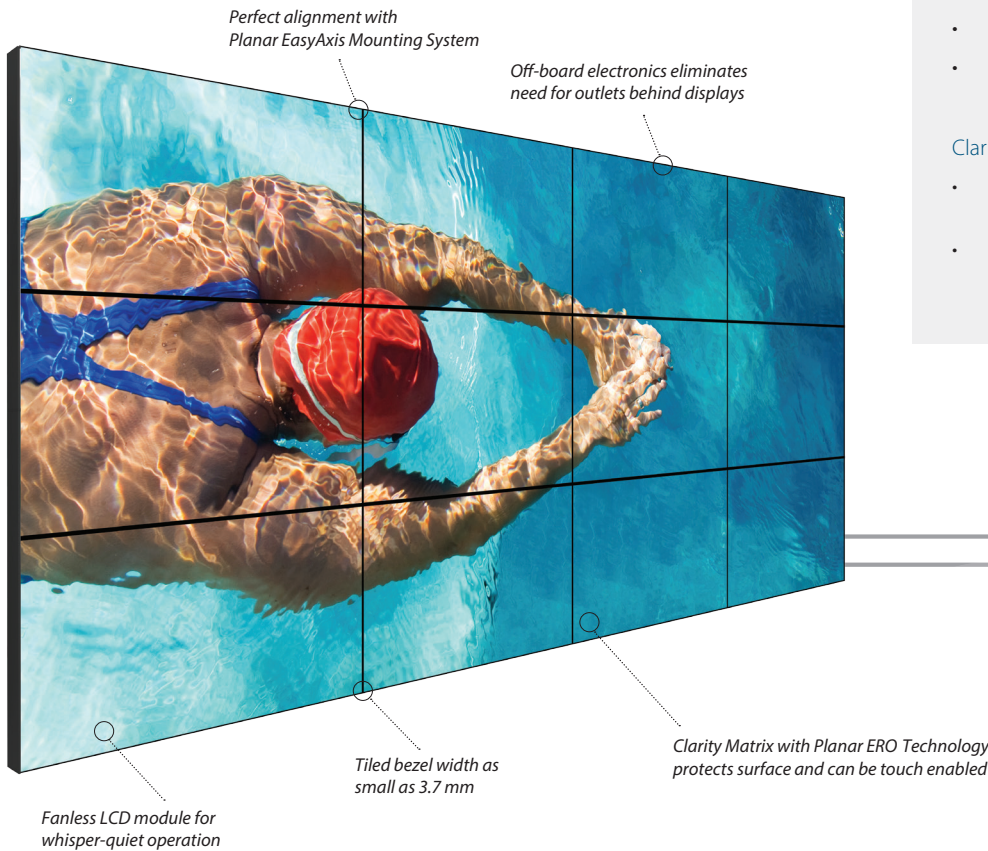 Perfect alignment with
Planar EasyAxis Mounting System
Off-board electronics eliminates
need for outlets behind displays
Clar
Tiled bezel width as
small as 3.7 mm
Clarity Matrix with Planar ERO Technology
protects surface and can be touch enabled
Fanless LCD module for
whisper-quiet operation